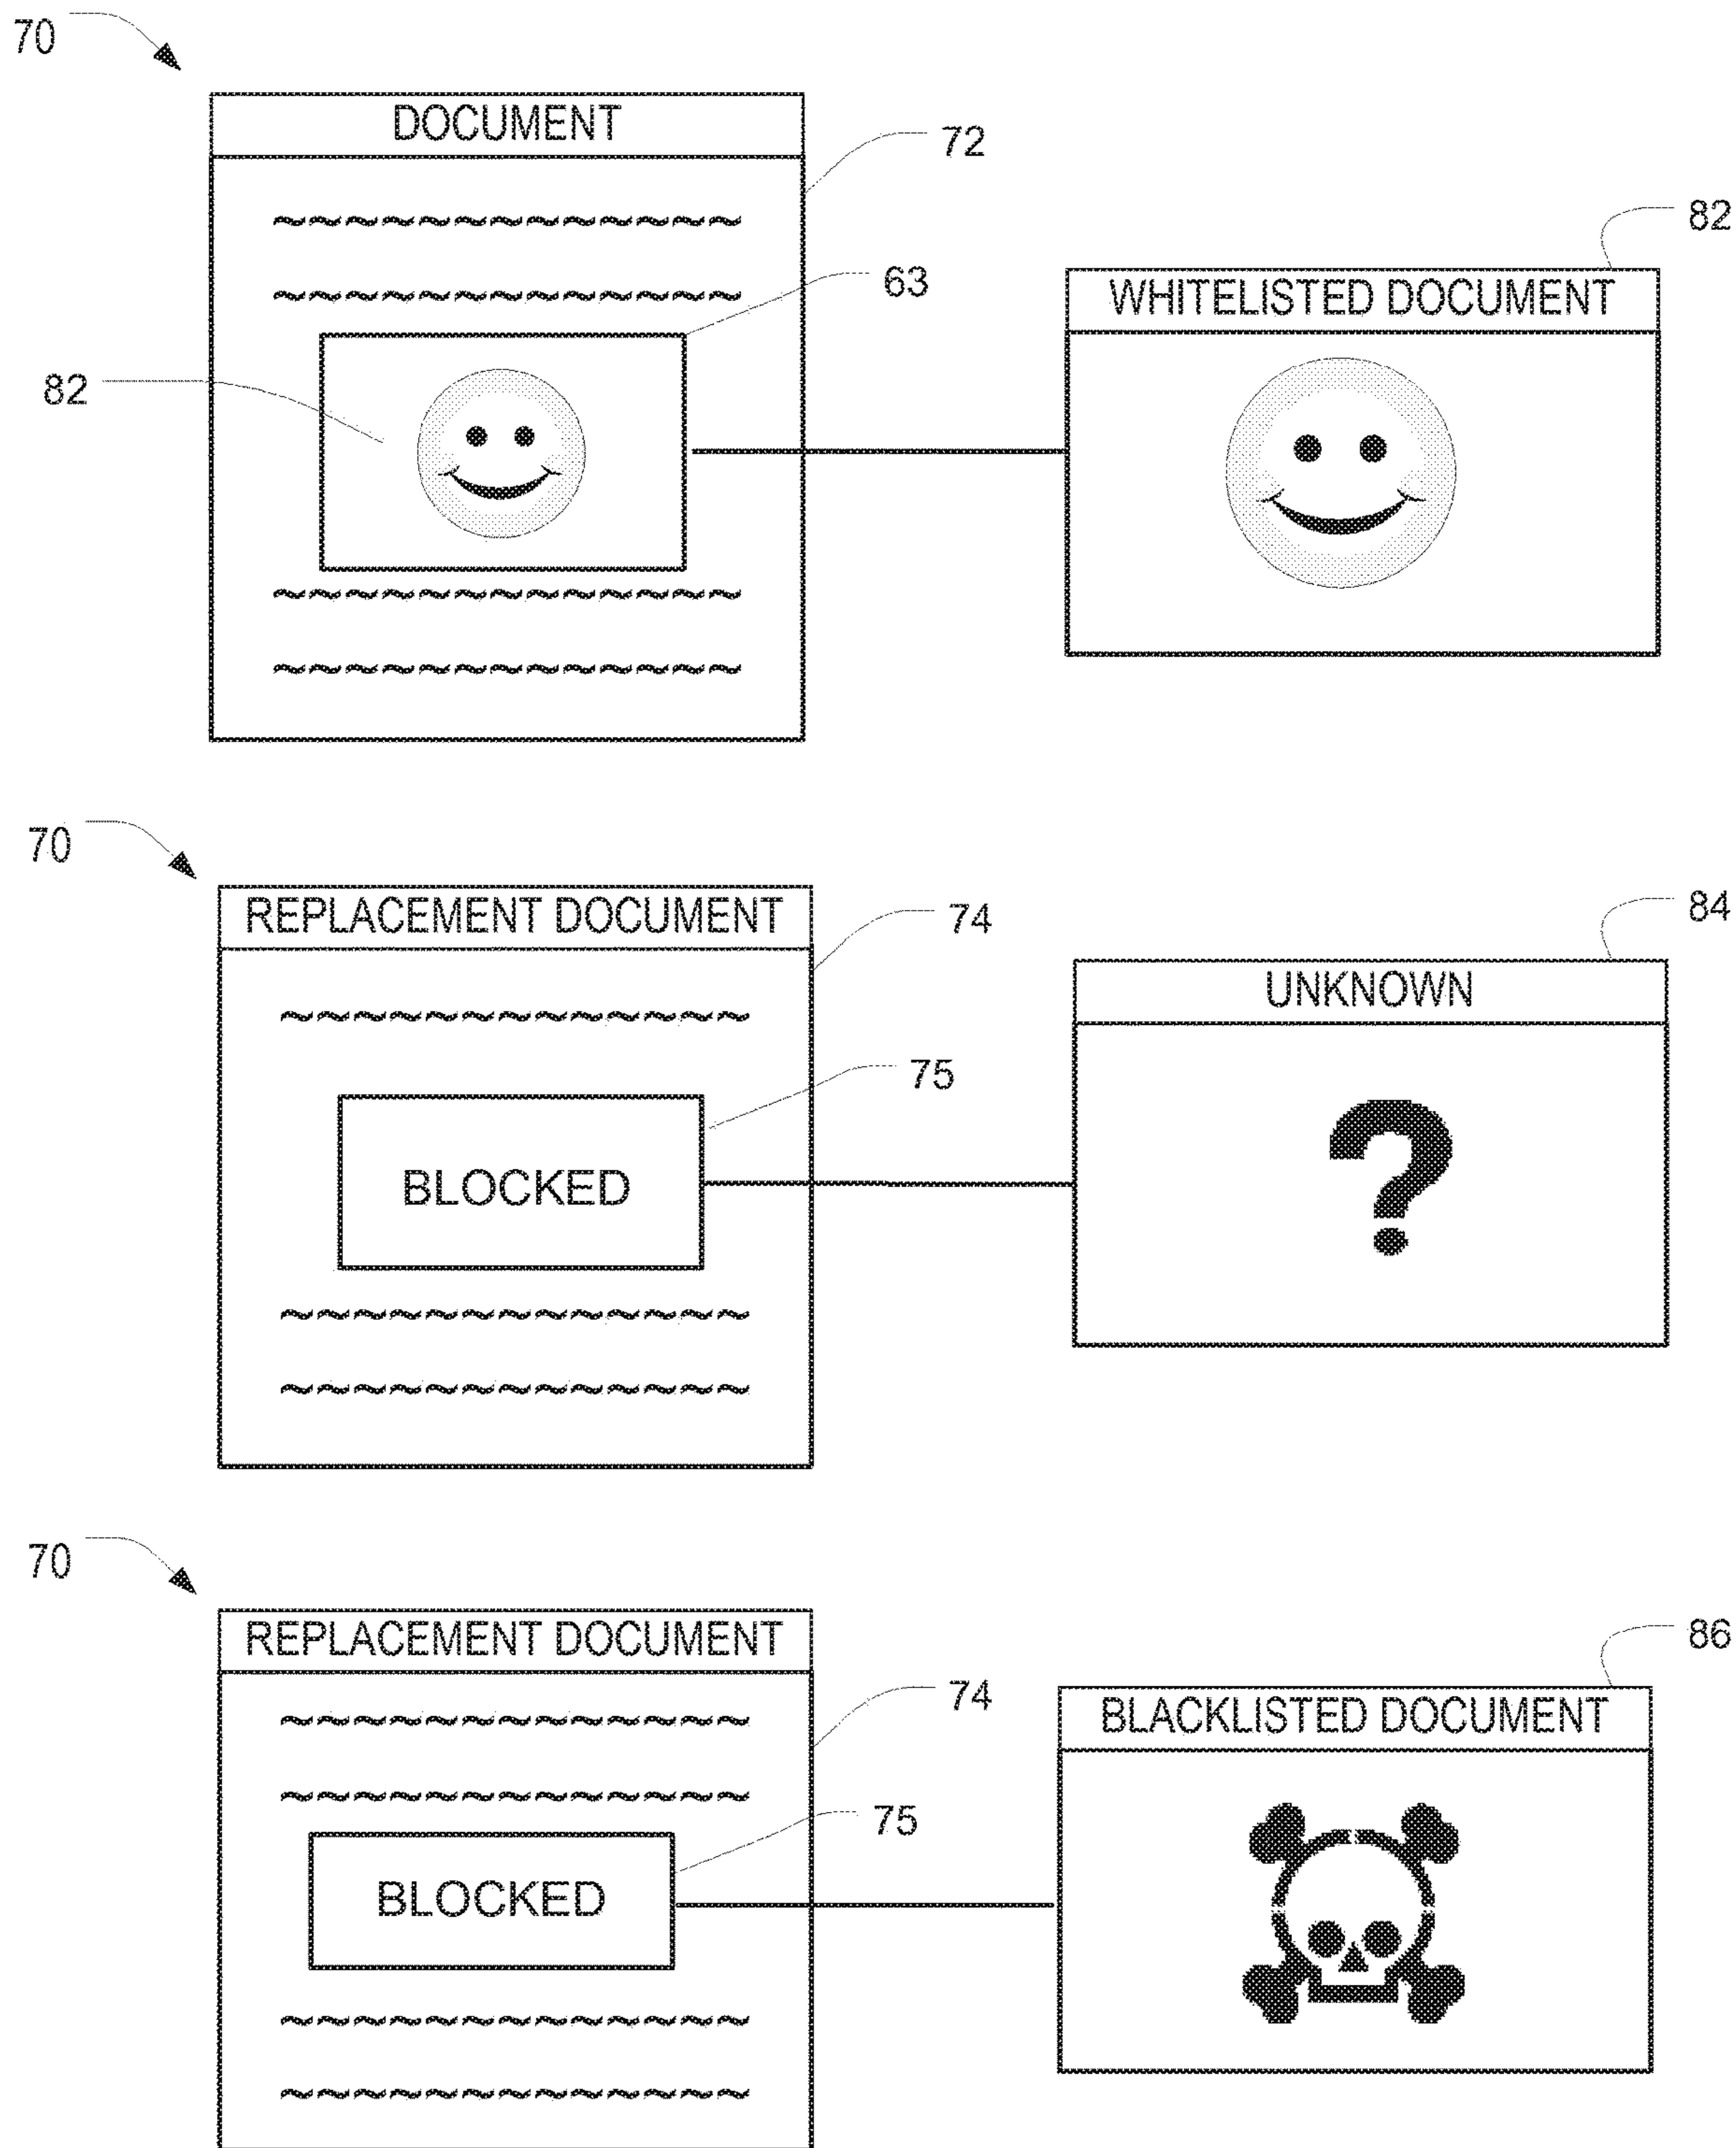 70
DOCUMENT
72
82
63
WHITELISTED DOCUMENT
82
70
REPLACEMENT DOCUMENT
74
84
UNKNOWN
75
BLOCKED
?
70
REPLACEMENT DOCUMENT
74
86
BLACKLISTED DOCUMENT
75
BLOCKED